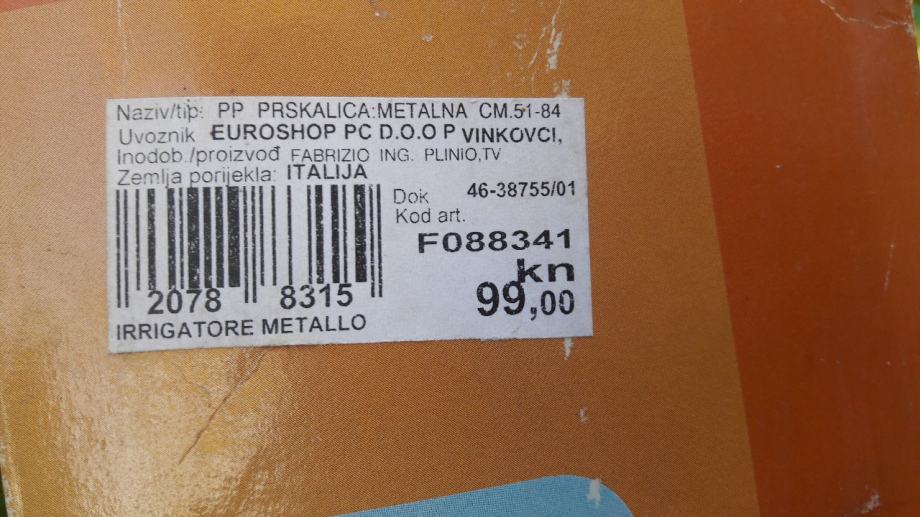 Naziv/tip: PP PRSKALICA:METALNA CM.51-84
Uvoznik EUROSHOP PC D.O.O P VINKOVCI,
Inodob./proizvođ FABRIZIO ING. PLINIO,TV
Zemlja porijekla: ITALIJA
Dok 46-38755/01
Kod art.
F088341
kn
2078 8315 99,00
IRRIGATORE METALLO